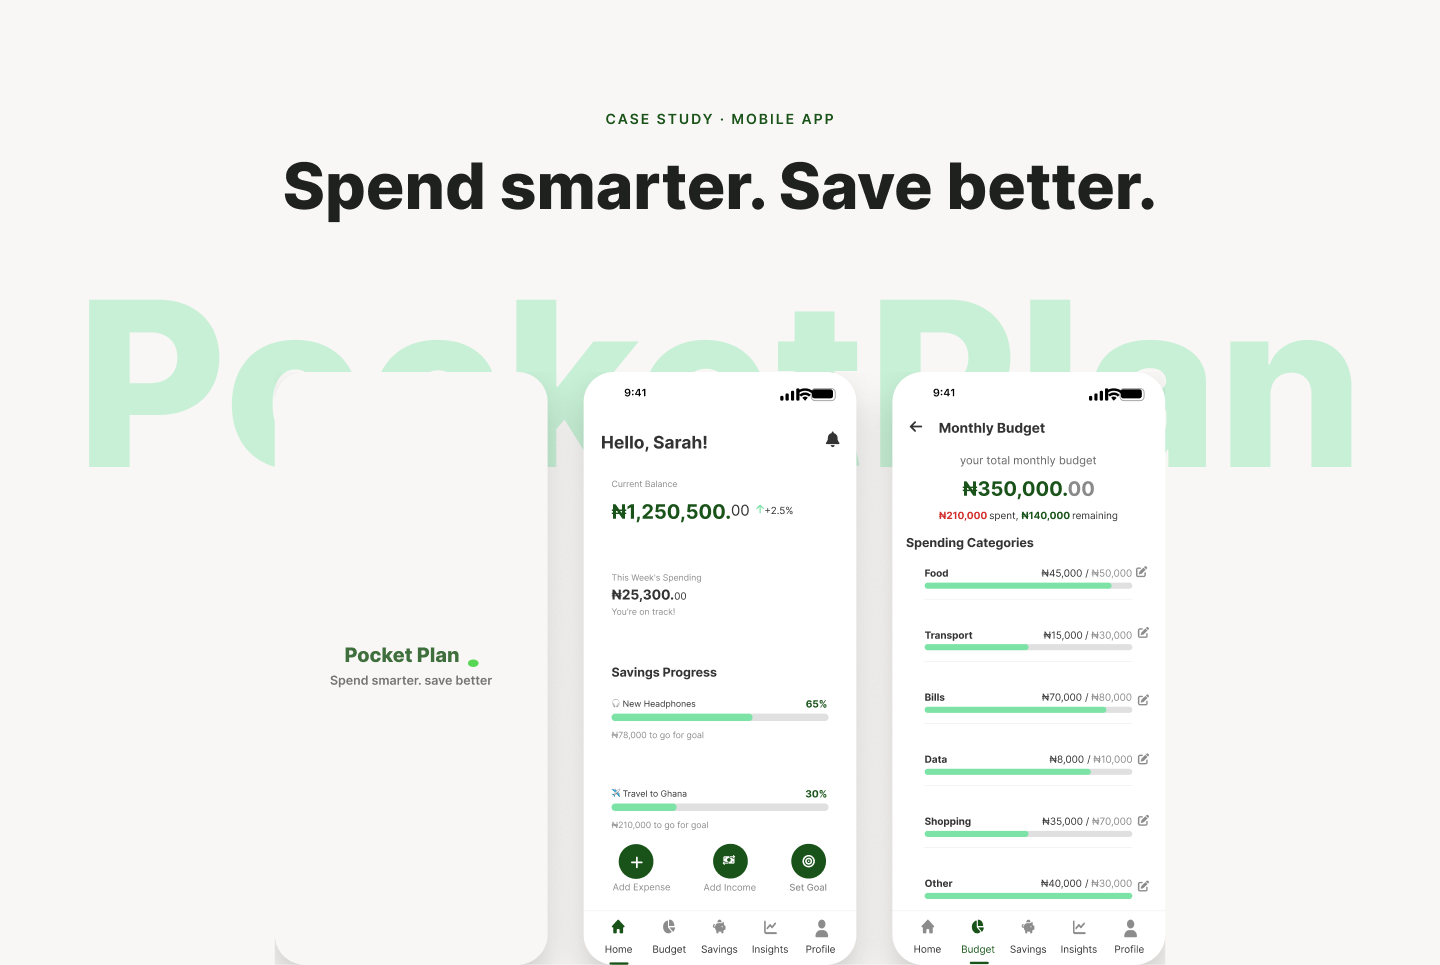 CASE STUDY · MOBILE APP
Spend smarter. Save better.
PocketPlan
Pocket Plan
Spend smarter. save better
9:41
Hello, Sarah!
Current Balance
₦1,250,500.00 ↑+2.5%
This Week's Spending
₦25,300.00
You're on track!
Savings Progress
New Headphones 65%
₦78,000 to go for goal
Travel to Ghana 30%
₦210,000 to go for goal
Add Expense Add Income Set Goal
Home Budget Savings Insights Profile
9:41
Monthly Budget
your total monthly budget
₦350,000.00
₦210,000 spent, ₦140,000 remaining
Spending Categories
Food ₦45,000 / ₦50,000
Transport ₦15,000 / ₦30,000
Bills ₦70,000 / ₦80,000
Data ₦8,000 / ₦10,000
Shopping ₦35,000 / ₦70,000
Other ₦40,000 / ₦30,000
Home Budget Savings Insights Profile